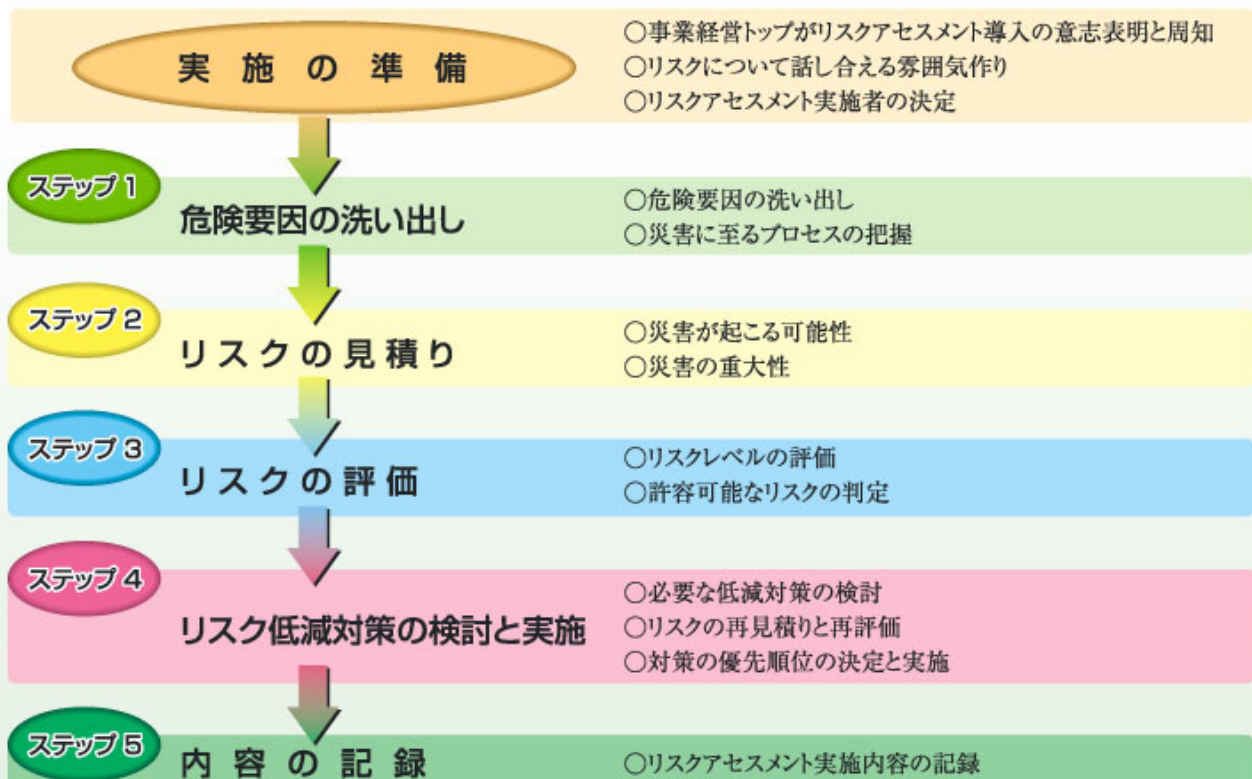 実施の準備
○事業経営トップがリスクアセスメント導入の意志表明と周知
○リスクについて話し合える雰囲気作り
○リスクアセスメント実施者の決定
ステップ1
危険要因の洗い出し
○危険要因の洗い出し
○災害に至るプロセスの把握
ステップ2
リスクの見積り
○災害が起こる可能性
○災害の重大性
ステップ3
リスクの評価
○リスクレベルの評価
○許容可能なリスクの判定
ステップ4
リスク低減対策の検討と実施
○必要な低減対策の検討
○リスクの再見積りと再評価
○対策の優先順位の決定と実施
ステップ5
内容の記録
○リスクアセスメント実施内容の記録